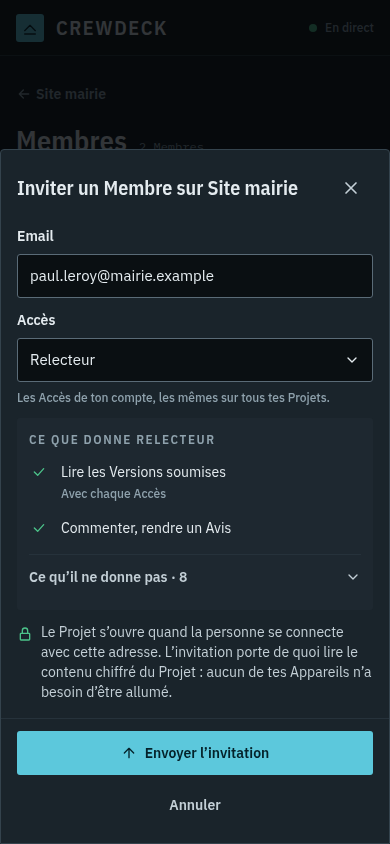 CREWDECK
En direct
← Site mairie
Membres 2 Membres
Inviter un Membre sur Site mairie
Email
paul.leroy@mairie.example
Accès
Relecteur
Les Accès de ton compte, les mêmes sur tous tes Projets.
CE QUE DONNE RELECTEUR
Lire les Versions soumises
Avec chaque Accès
Commenter, rendre un Avis
Ce qu’il ne donne pas · 8
Le Projet s’ouvre quand la personne se connecte
avec cette adresse. L’invitation porte de quoi lire le
contenu chiffré du Projet : aucun de tes Appareils n’a
besoin d’être allumé.
Envoyer l’invitation
Annuler